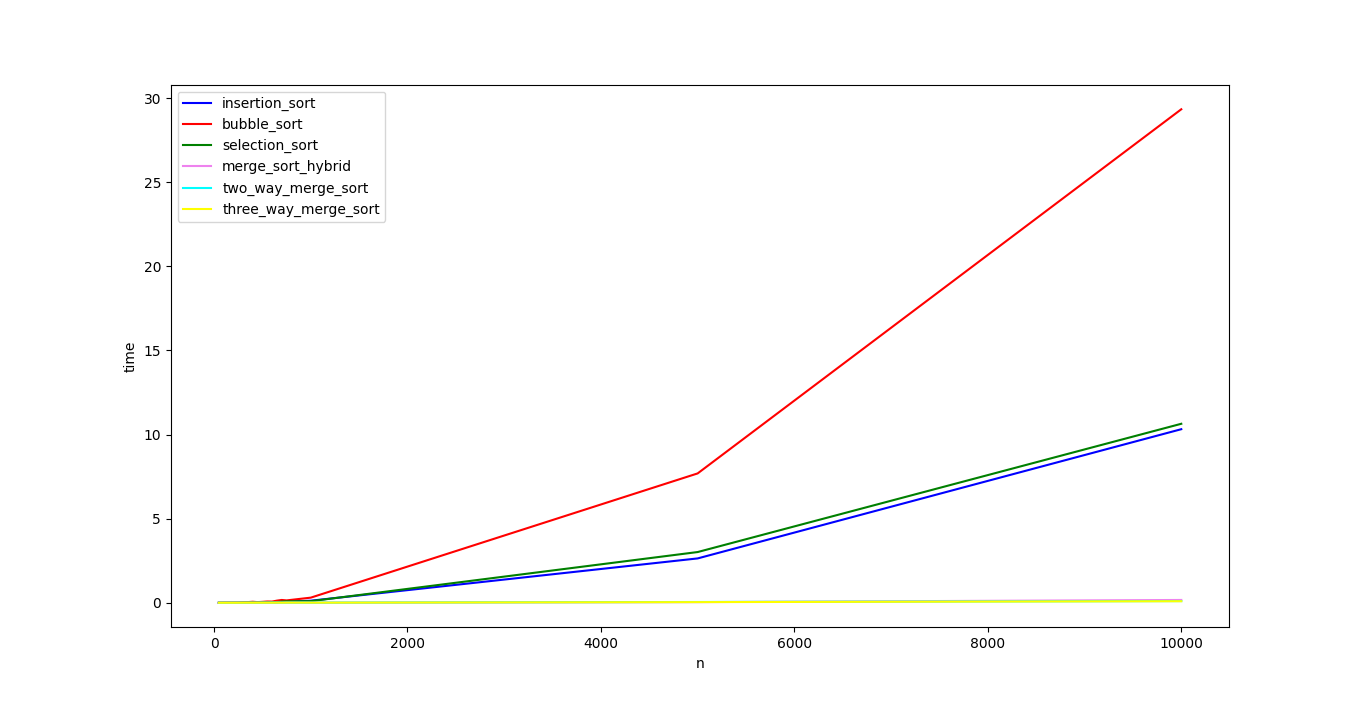 insertion_sort
bubble_sort
selection_sort
merge_sort_hybrid
two_way_merge_sort
three_way_merge_sort
30
25
20
15
10
5
0
time
0 2000 4000 6000 8000 10000
n